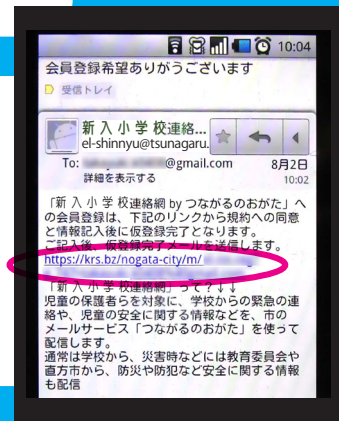 10:04
会員登録希望ありがうございます
受信トレイ
新 入 小 学 校連絡...
el-shinnyu@tsunagaru.
To: @gmail.com 8月2日
詳細を表示する 10:02
「新 入 小 学 校連絡網 by つながるのおがた」へ
の会員登録は、下記のリンクから規約への同意
と情報記入後に仮登録完了となります。
ご記入後、仮登録完了メールを送信します。
https://krs.bz/nogata-city/m/
「新 入 小 学 校連絡網」って？↓↓
児童の保護者らを対象に、学校からの緊急の連
絡や、児童の安全に関する情報などを、市の
メールサービス「つながるのおがた」を使って
配信します。
通常は学校から、災害時などには教育委員会や
直方市から、防災や防犯など安全に関する情報
も配信